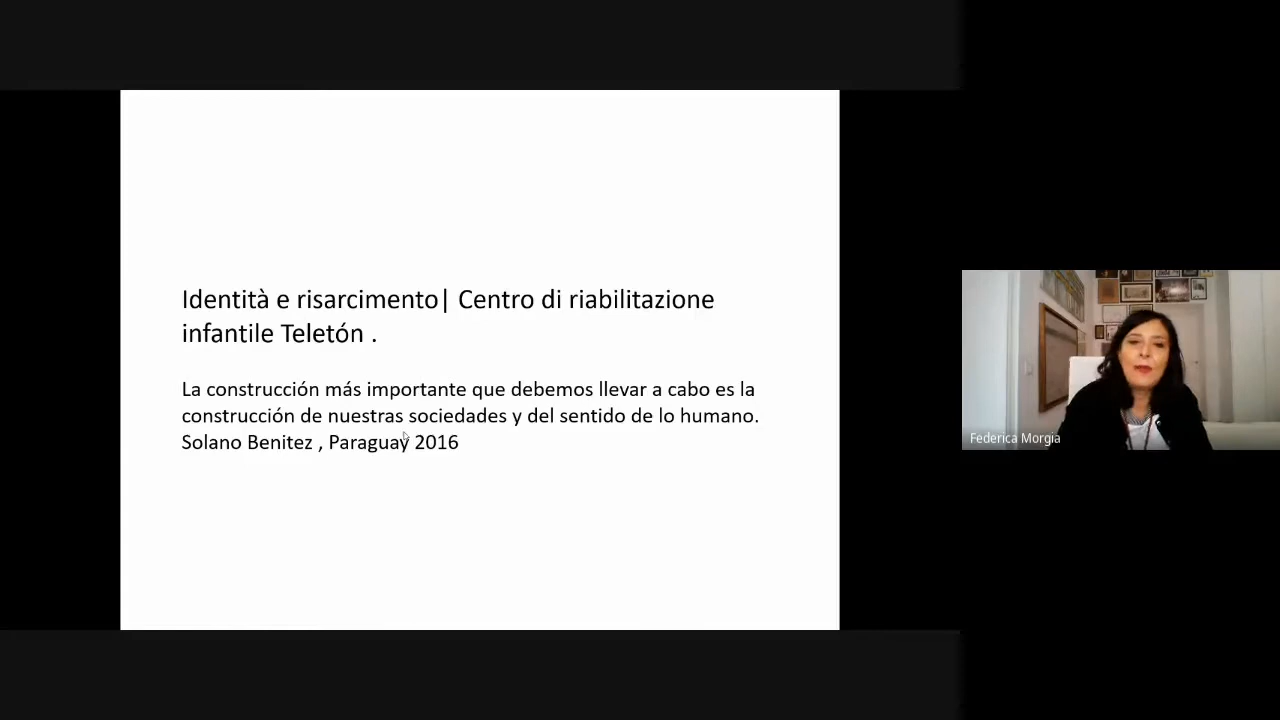 Identità e risarcimento| Centro di riabilitazione
infantile Teletón .
La construcción más importante que debemos llevar a cabo es la
construcción de nuestras sociedades y del sentido de lo humano.
Solano Benitez , Paraguay 2016
Federica Morgia